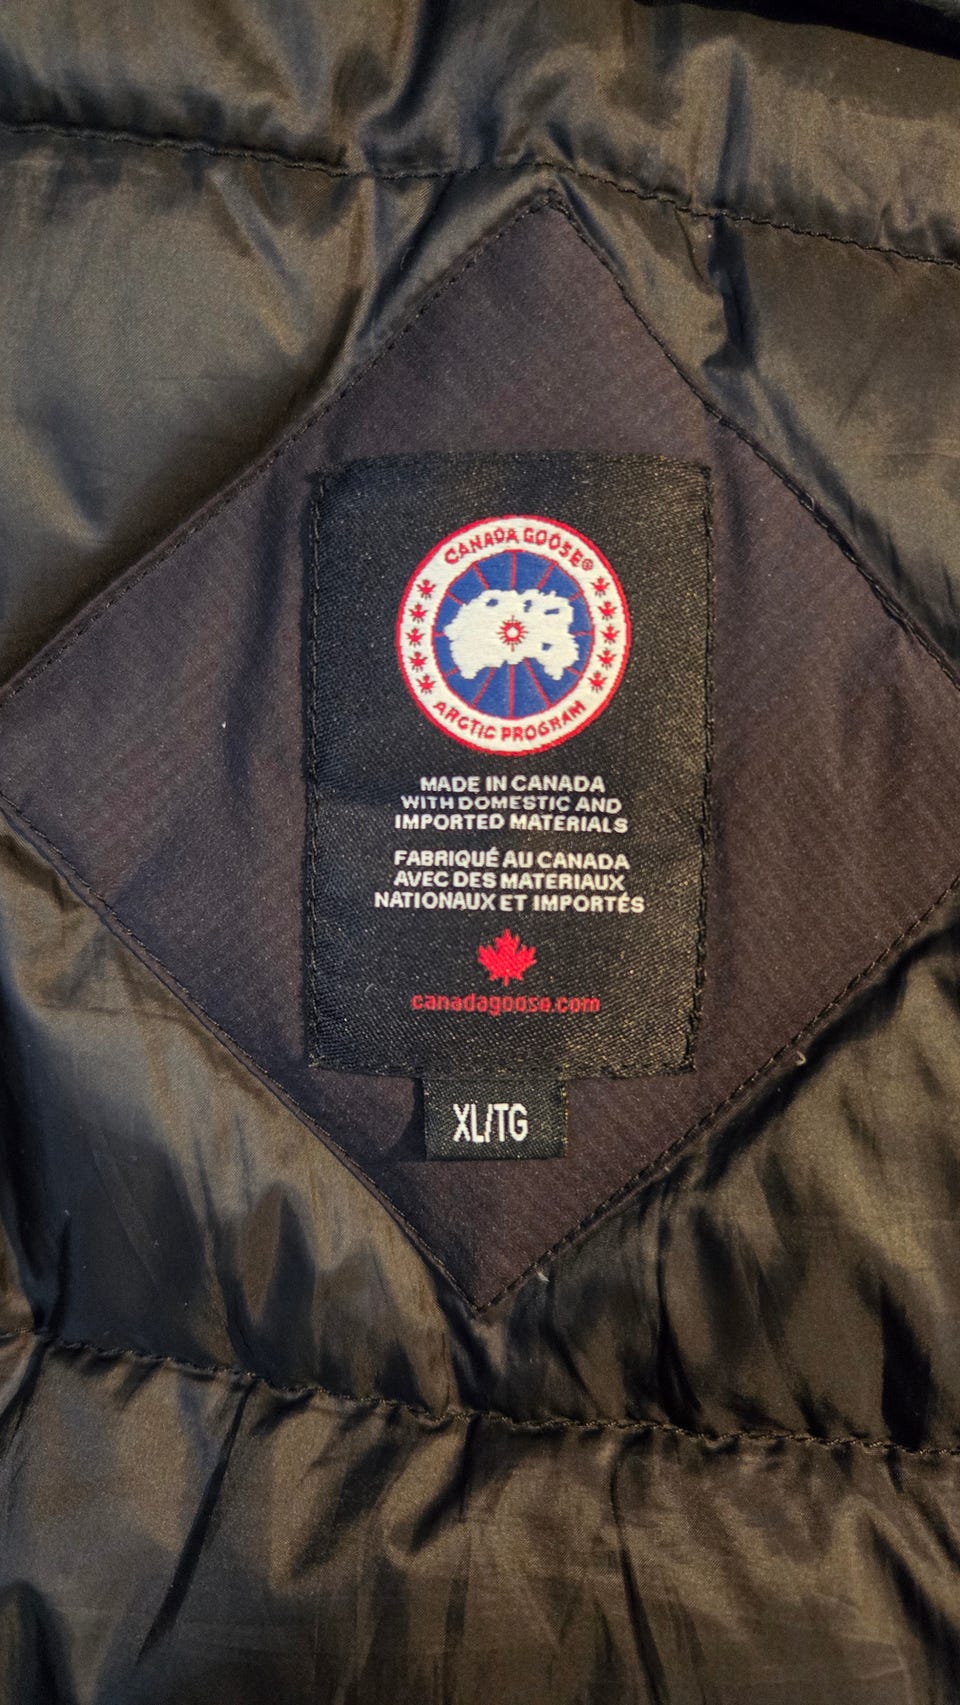 CANADA GOOSE®
ARCTIC PROGRAM
MADE IN CANADA
WITH DOMESTIC AND
IMPORTED MATERIALS
FABRIQUÉ AU CANADA
AVEC DES MATERIAUX
NATIONAUX ET IMPORTÉS
canadagoose.com
XL/TG